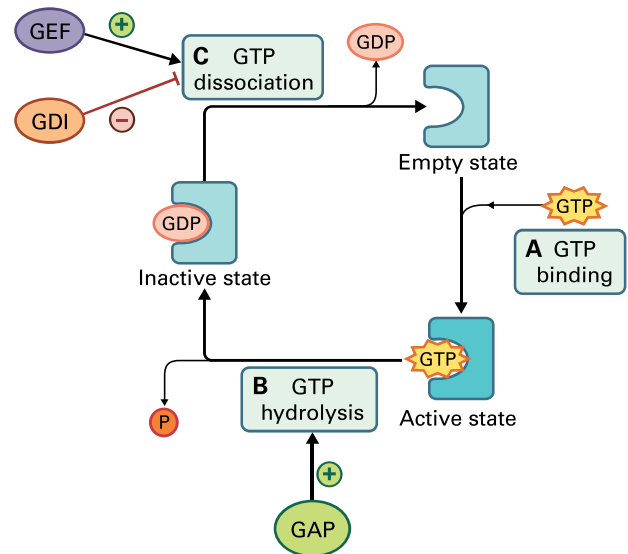 GEF
+
C GTP
dissociation
GDP
GDI
−
Empty state
GDP
GTP
Inactive state
A GTP
binding
GTP
B GTP
hydrolysis
Active state
P
+
GAP